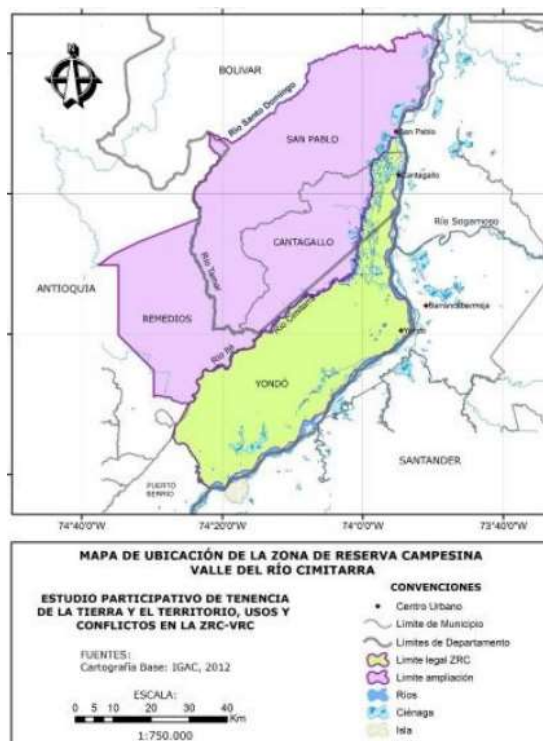 BOLIVAR
Río Santo Domingo
SAN PABLO
San Pablo
Cantagallo
Río Sogamoso
CANTAGALLO
Río Tamar
ANTIOQUIA
Barrancabermeja
REMEDIOS
Río Cimitarra
Río Ité
Yondó
YONDÓ
SANTANDER
PUERTO
BERRIO
74°40'0"W 74°20'0"W 74°0'0"W 73°40'0"W
MAPA DE UBICACIÓN DE LA ZONA DE RESERVA CAMPESINA
VALLE DEL RÍO CIMITARRA
ESTUDIO PARTICIPATIVO DE TENENCIA
DE LA TIERRA Y EL TERRITORIO, USOS Y
CONFLICTOS EN LA ZRC-VRC
FUENTES:
Cartografía Base: IGAC, 2012
ESCALA:
0 5 10 20 30 40
Km
1:750.000
CONVENCIONES
Centro Urbano
Límite de Municipio
Límites de Departamento
Límite legal ZRC
Límite ampliación
Ríos
Ciénaga
Isla